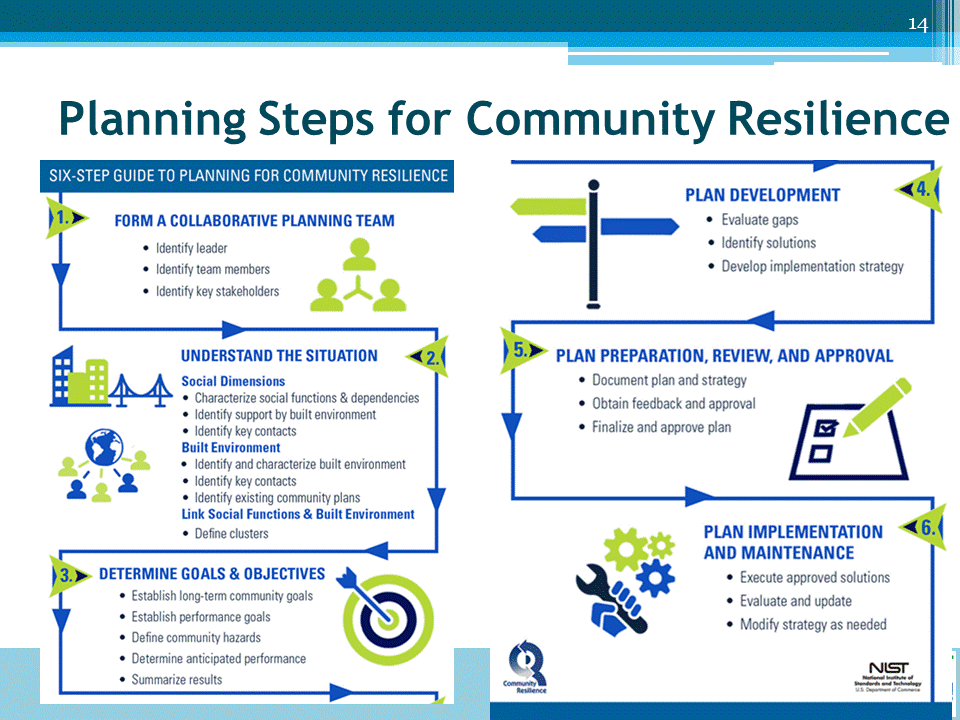 14
Planning Steps for Community Resilience
SIX-STEP GUIDE TO PLANNING FOR COMMUNITY RESILIENCE
1.
FORM A COLLABORATIVE PLANNING TEAM
• Identify leader
• Identify team members
• Identify key stakeholders
2.
UNDERSTAND THE SITUATION
Social Dimensions
• Characterize social functions & dependencies
• Identify support by built environment
• Identify key contacts
Built Environment
• Identify and characterize built environment
• Identify key contacts
• Identify existing community plans
Link Social Functions & Built Environment
• Define clusters
3.
DETERMINE GOALS & OBJECTIVES
• Establish long-term community goals
• Establish performance goals
• Define community hazards
• Determine anticipated performance
• Summarize results
4.
PLAN DEVELOPMENT
• Evaluate gaps
• Identify solutions
• Develop implementation strategy
5.
PLAN PREPARATION, REVIEW, AND APPROVAL
• Document plan and strategy
• Obtain feedback and approval
• Finalize and approve plan
6.
PLAN IMPLEMENTATION
AND MAINTENANCE
• Execute approved solutions
• Evaluate and update
• Modify strategy as needed
Community
Resilience
NIST
National Institute of
Standards and Technology
U.S. Department of Commerce